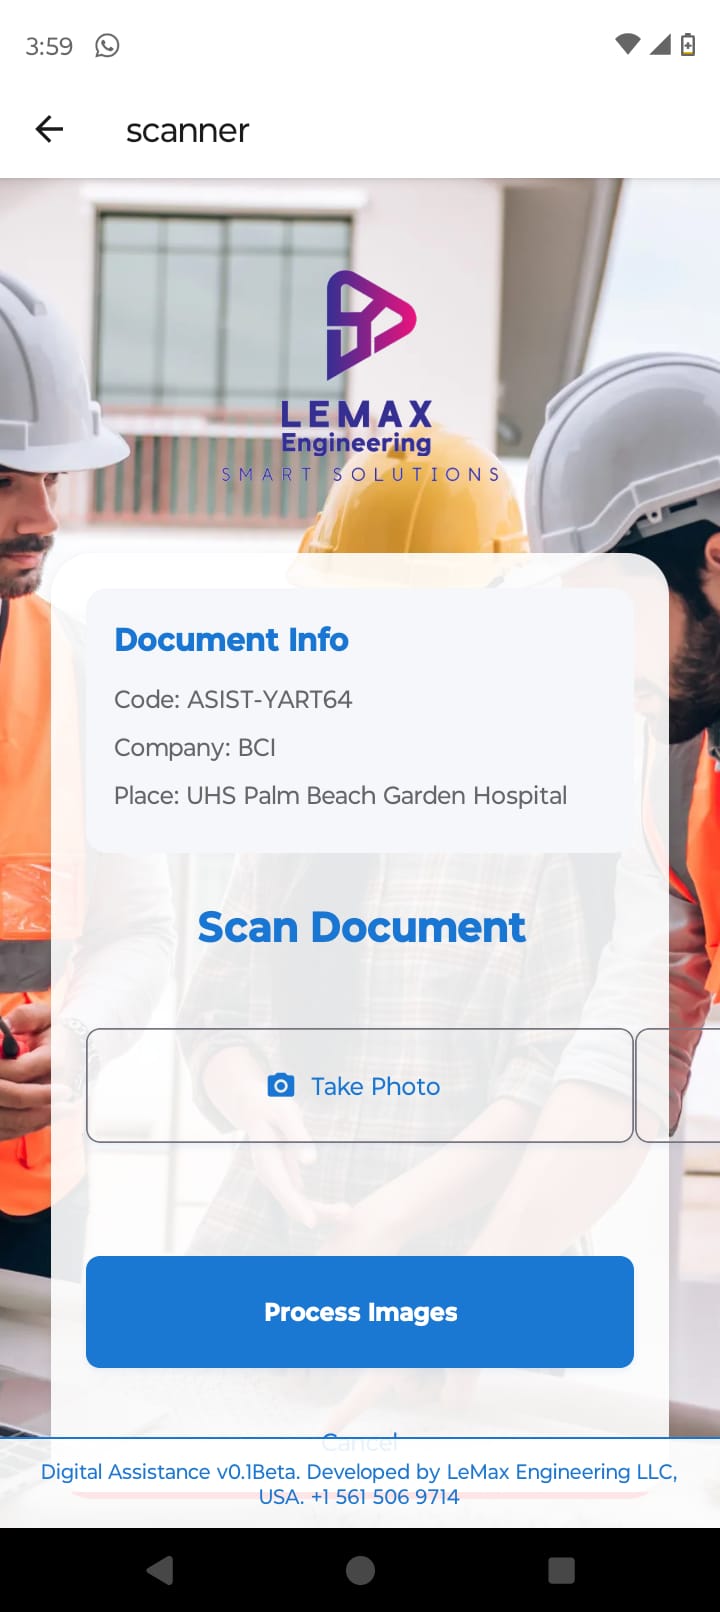 3:59
scanner
LEMAX
Engineering
SMART SOLUTIONS
Document Info
Code: ASIST-YART64
Company: BCI
Place: UHS Palm Beach Garden Hospital
Scan Document
Take Photo
Process Images
Cancel
Digital Assistance v0.1Beta. Developed by LeMax Engineering LLC,
USA. +1 561 506 9714